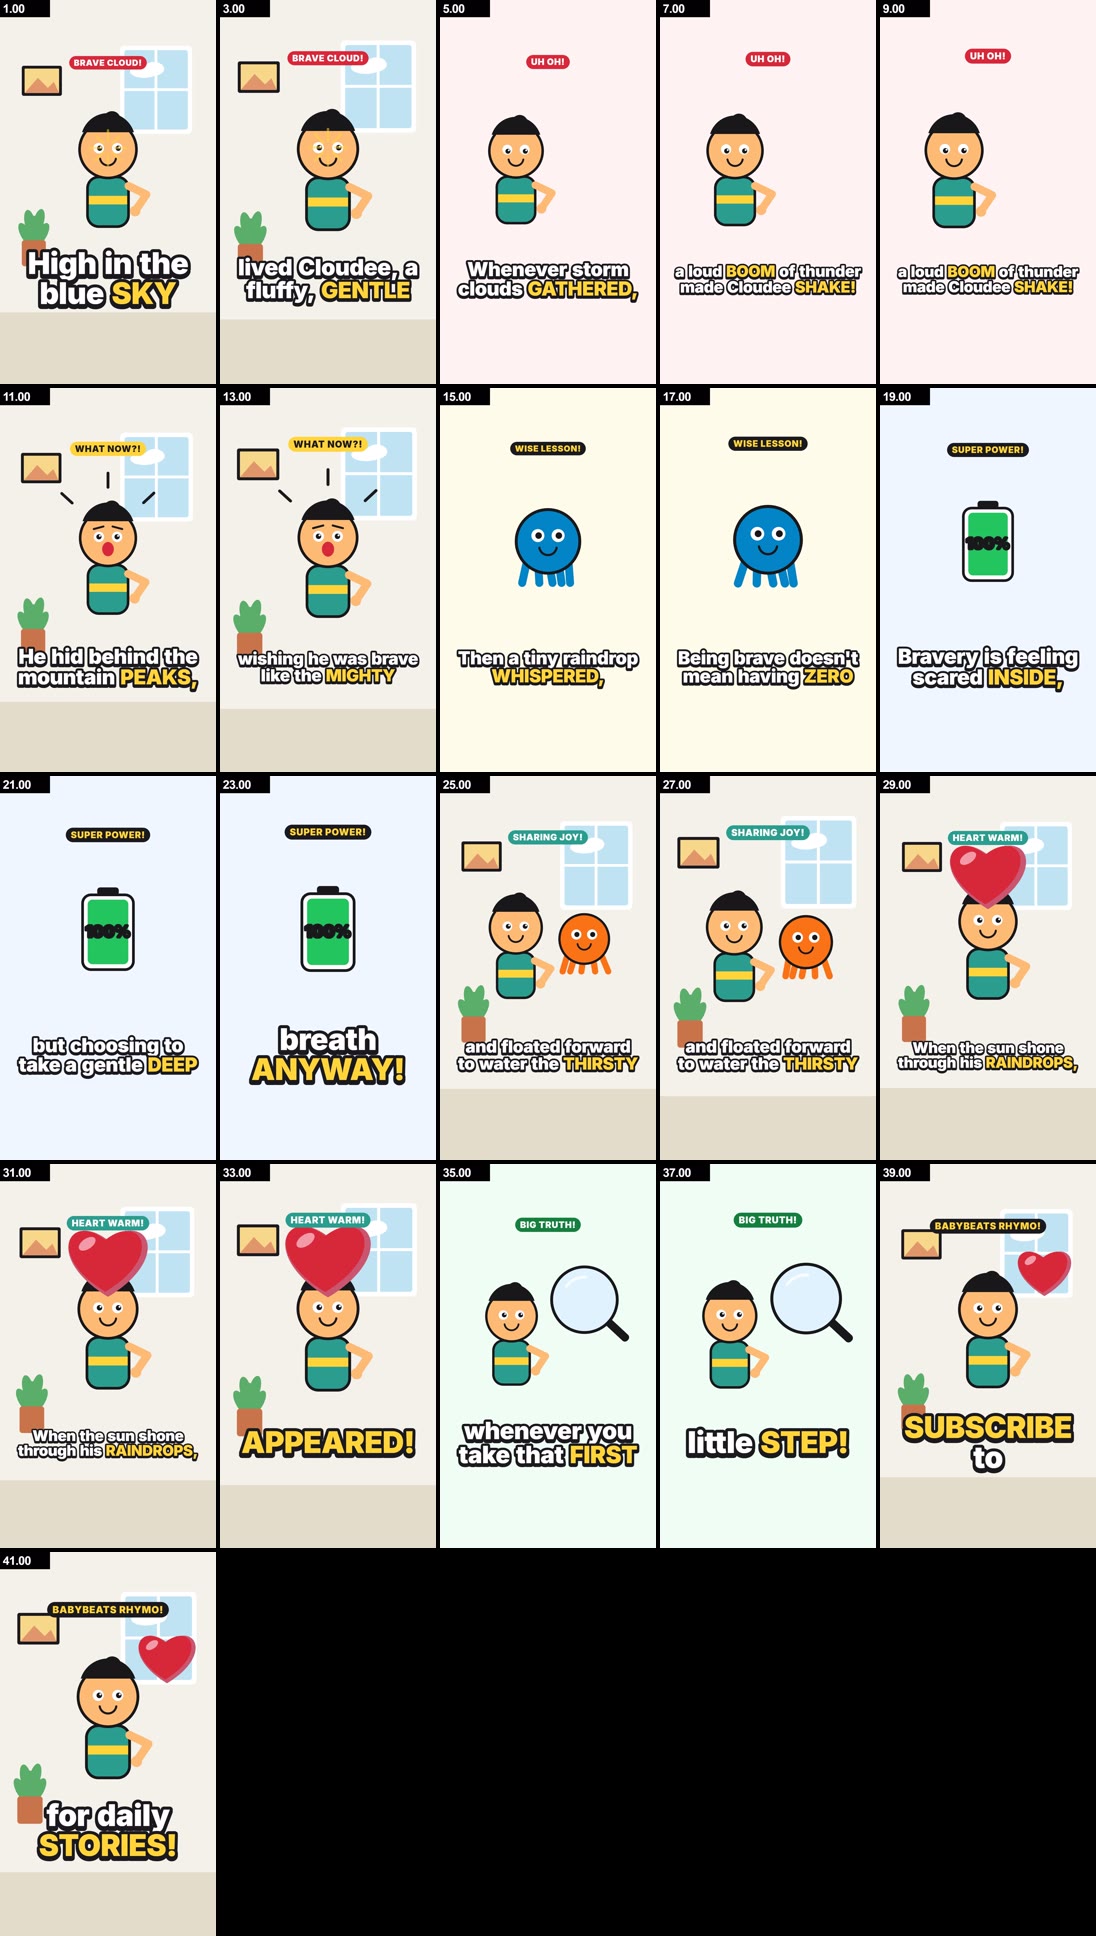 1.00
BRAVE CLOUD!
High in the
blue SKY
3.00
BRAVE CLOUD!
lived Cloudee, a
fluffy, GENTLE
5.00
UH OH!
Whenever storm
clouds GATHERED,
7.00
UH OH!
a loud BOOM of thunder
made Cloudee SHAKE!
9.00
UH OH!
a loud BOOM of thunder
made Cloudee SHAKE!
11.00
WHAT NOW?!
He hid behind the
mountain PEAKS,
13.00
WHAT NOW?!
wishing he was brave
like the MIGHTY
15.00
WISE LESSON!
Then a tiny raindrop
WHISPERED,
17.00
WISE LESSON!
Being brave doesn't
mean having ZERO
19.00
SUPER POWER!
100%
Bravery is feeling
scared INSIDE,
21.00
SUPER POWER!
100%
but choosing to
take a gentle DEEP
23.00
SUPER POWER!
100%
breath
ANYWAY!
25.00
SHARING JOY!
and floated forward
to water the THIRSTY
27.00
SHARING JOY!
and floated forward
to water the THIRSTY
29.00
HEART WARM!
When the sun shone
through his RAINDROPS,
31.00
HEART WARM!
When the sun shone
through his RAINDROPS,
33.00
HEART WARM!
APPEARED!
35.00
BIG TRUTH!
whenever you
take that FIRST
37.00
BIG TRUTH!
little STEP!
39.00
BABYBEATS RHYMO!
SUBSCRIBE
to
41.00
BABYBEATS RHYMO!
for daily
STORIES!